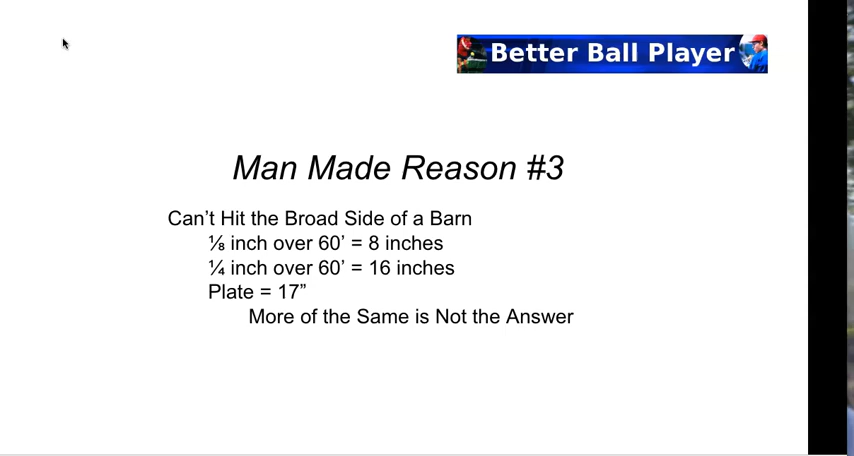 Better Ball Player
Man Made Reason #3
Can’t Hit the Broad Side of a Barn
⅛ inch over 60’ = 8 inches
¼ inch over 60’ = 16 inches
Plate = 17”
More of the Same is Not the Answer